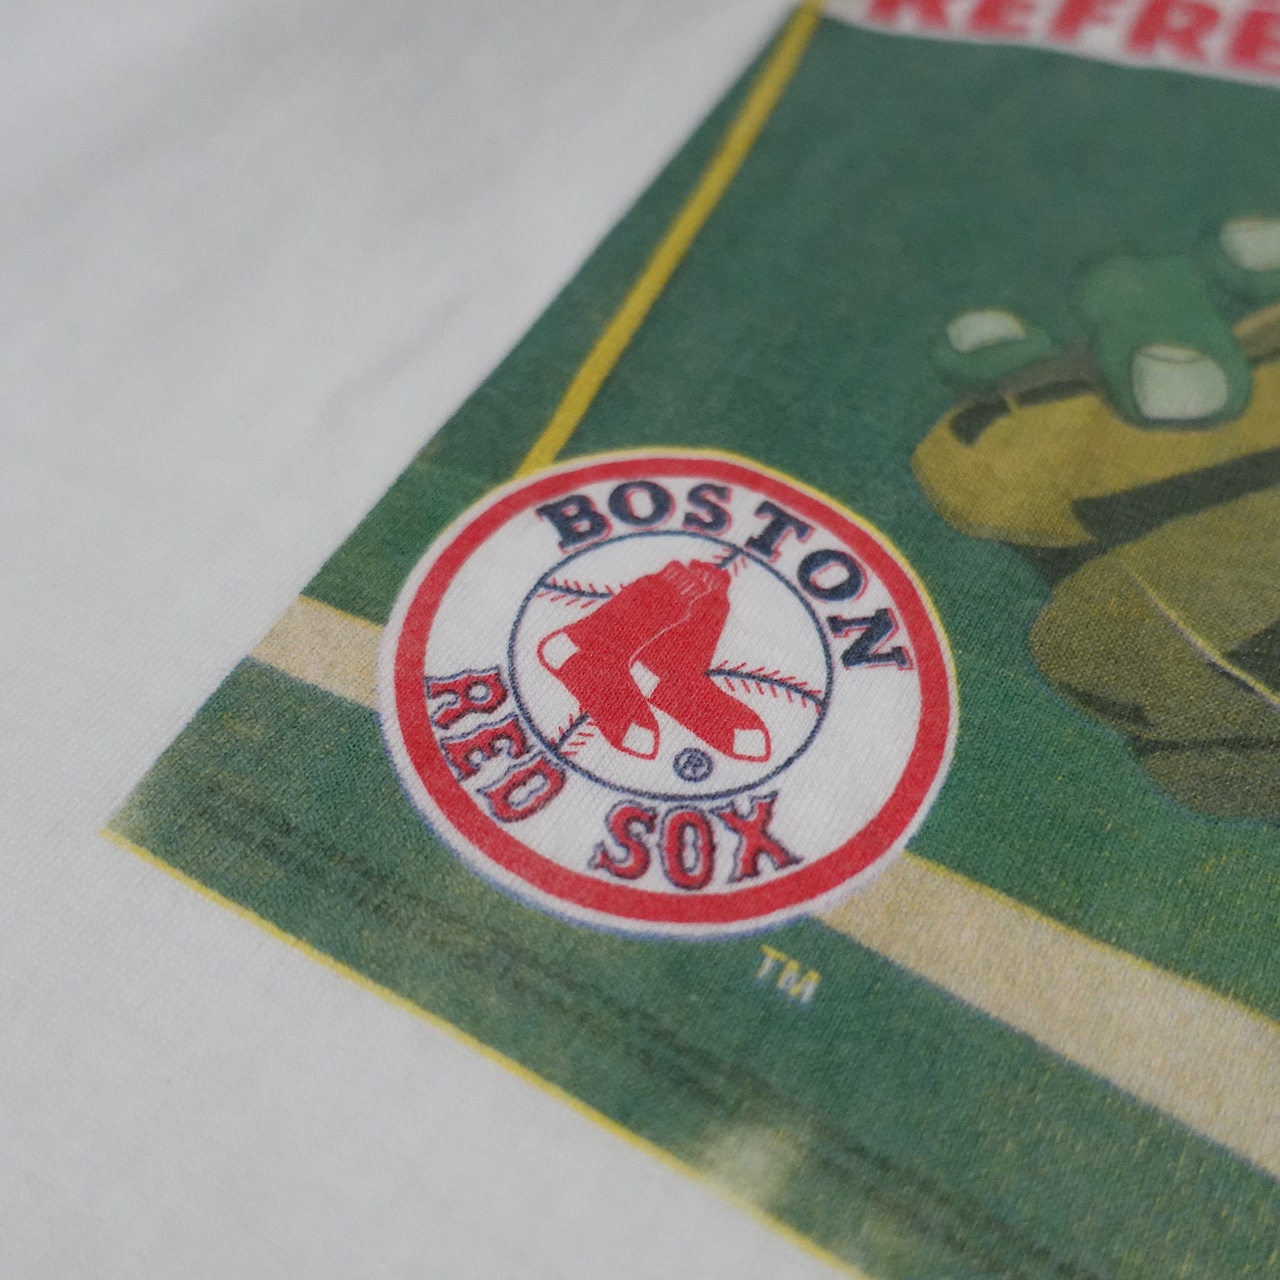 BOSTON
RED SOX
®
TM